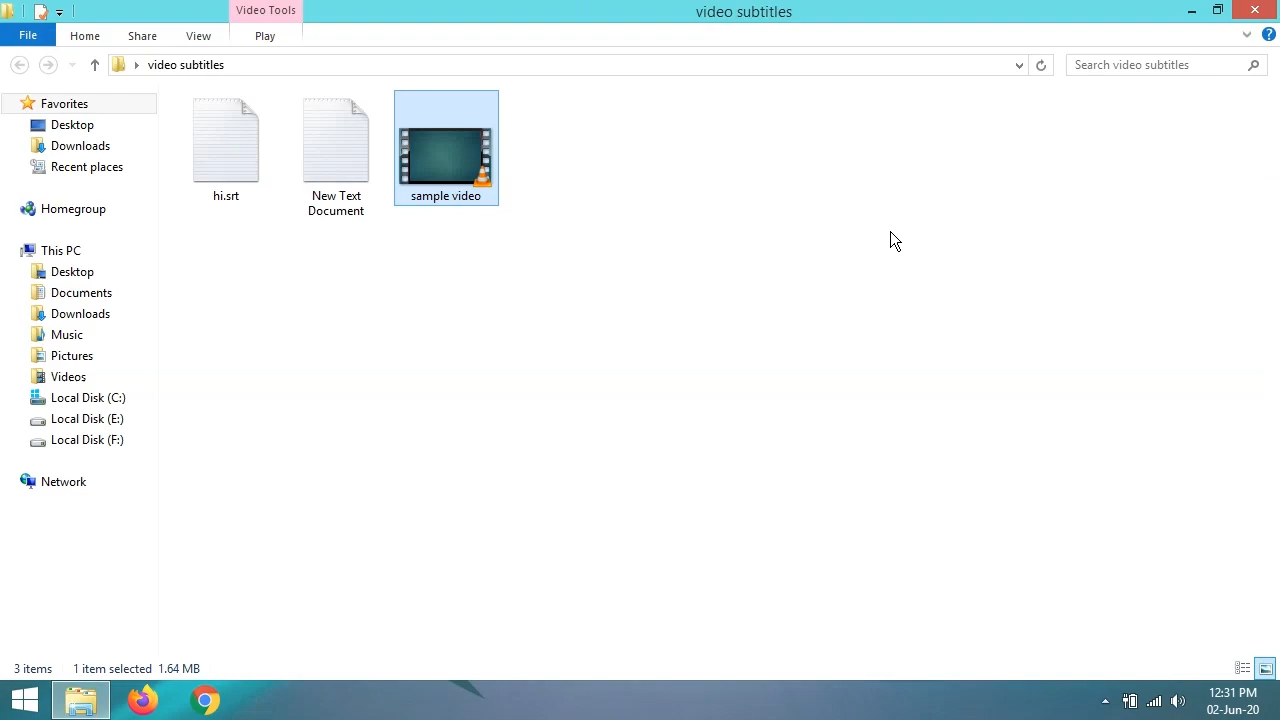 Video Tools
video subtitles
File
Home
Share
View
Play
video subtitles
Search video subtitles
Favorites
Desktop
Downloads
Recent places
Homegroup
This PC
Desktop
Documents
Downloads
Music
Pictures
Videos
Local Disk (C:)
Local Disk (E:)
Local Disk (F:)
Network
hi.srt
New Text
Document
sample video
3 items
1 item selected 1.64 MB
12:31 PM
02-Jun-20